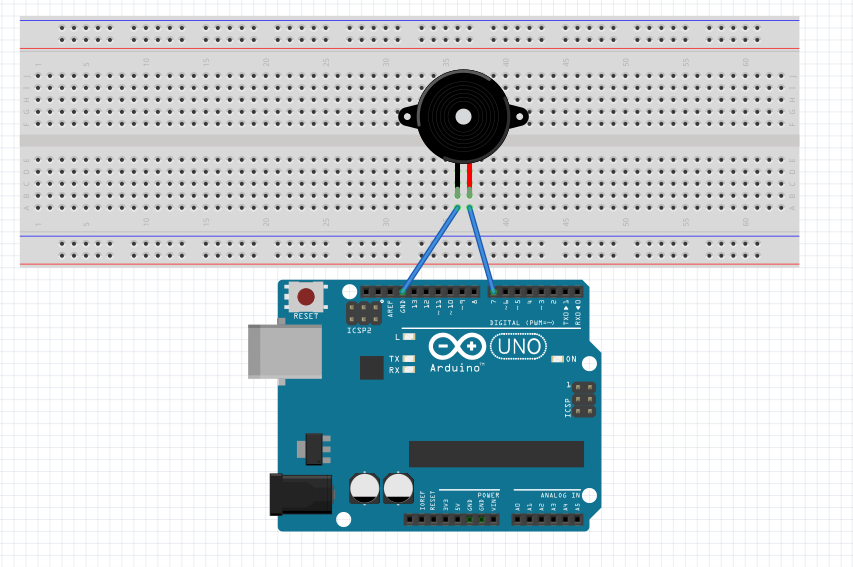 1 5 10 15 20 25 30 35 40 45 50 55 60
J J
I I
H H
G G
F F
E E
D D
C C
B B
A A
1 5 10 15 20 25 30 35 40 45 50 55 60
RESET
ICSP2
AREF
GND
13
12
~11
~10
~9
8
7
~6
~5
4
~3
2
TX0▶1
RX0◀0
DIGITAL (PWM=~)
L
TX
RX
UNO
Arduino™
ON
1
ICSP
POWER
ANALOG IN
IOREF
RESET
3V3
5V
GND
GND
VIN
A0
A1
A2
A3
A4
A5